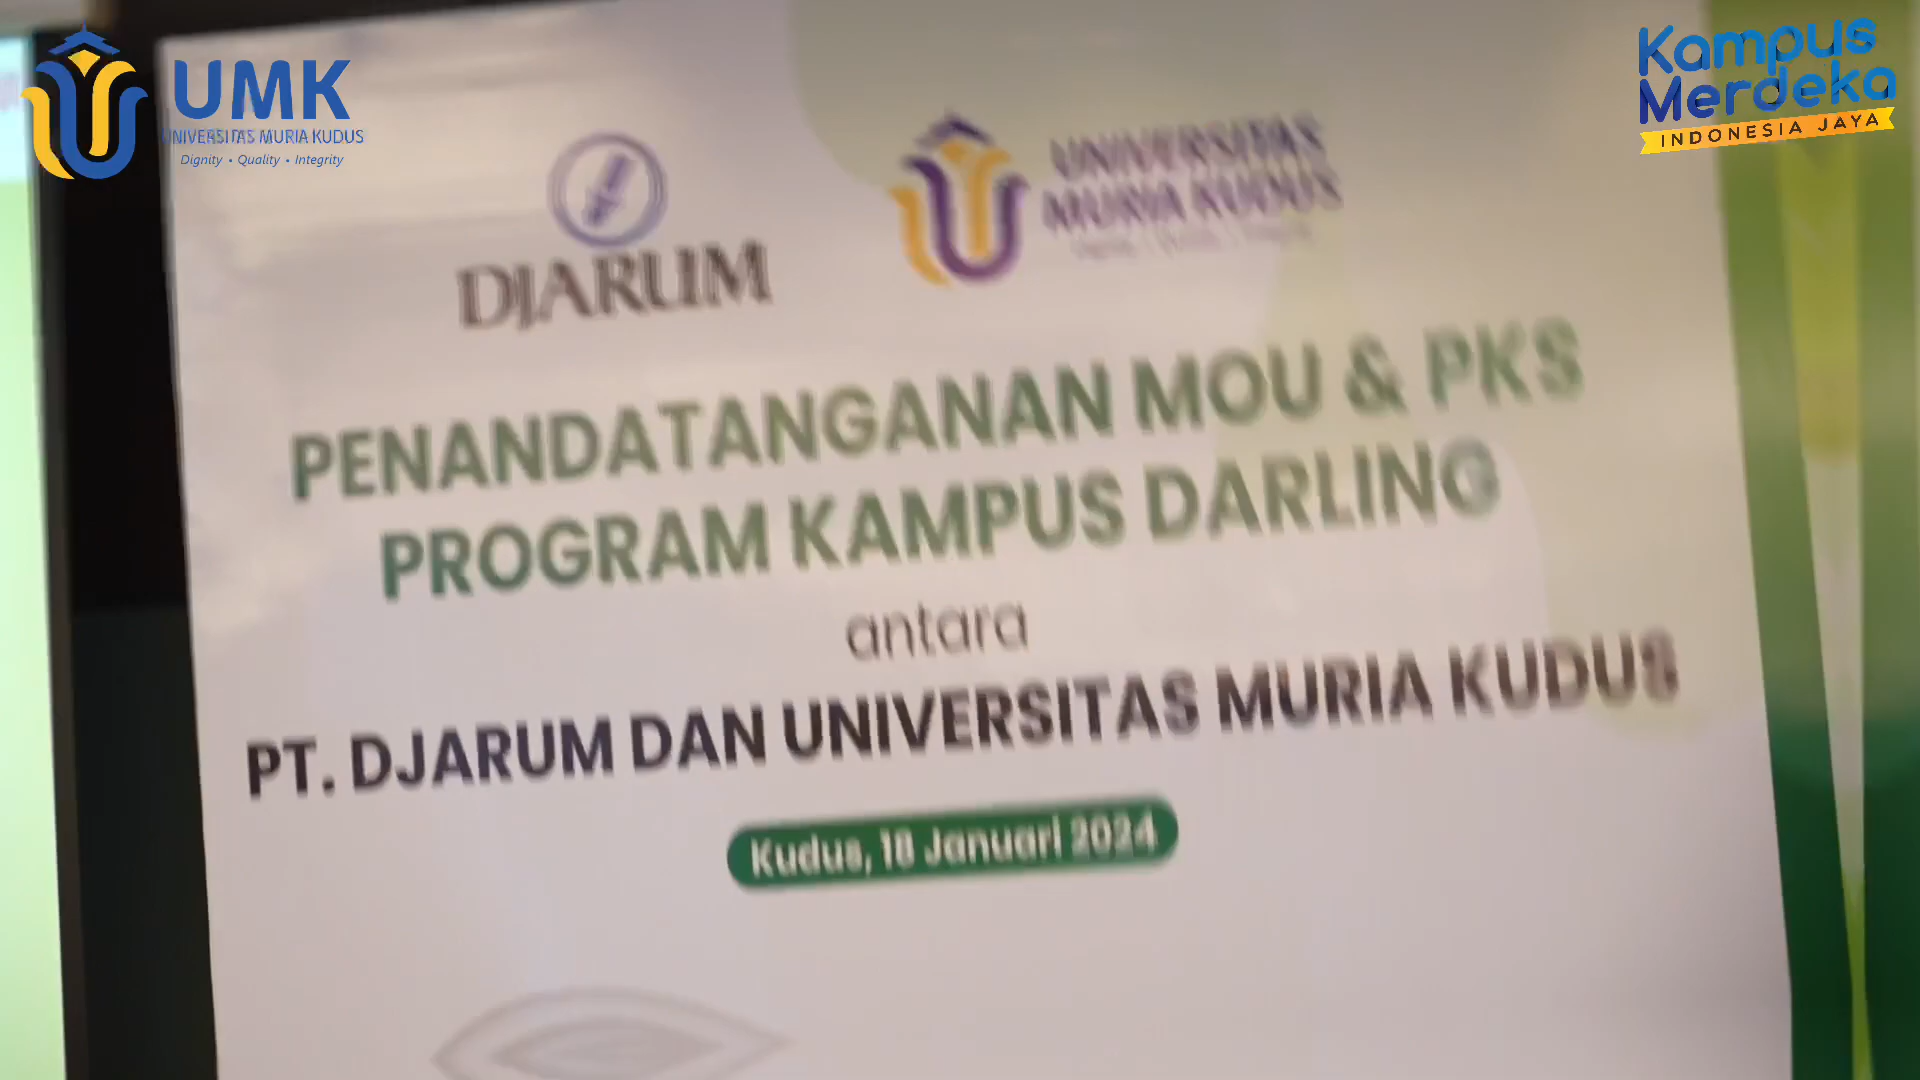 UMK
UNIVERSITAS MURIA KUDUS
Dignity • Quality • Integrity
Kampus
Merdeka
INDONESIA JAYA
DJARUM
UNIVERSITAS
MURIA KUDUS
PENANDATANGANAN MOU & PKS
PROGRAM KAMPUS DARLING
antara
PT. DJARUM DAN UNIVERSITAS MURIA KUDUS
Kudus, 18 Januari 2024